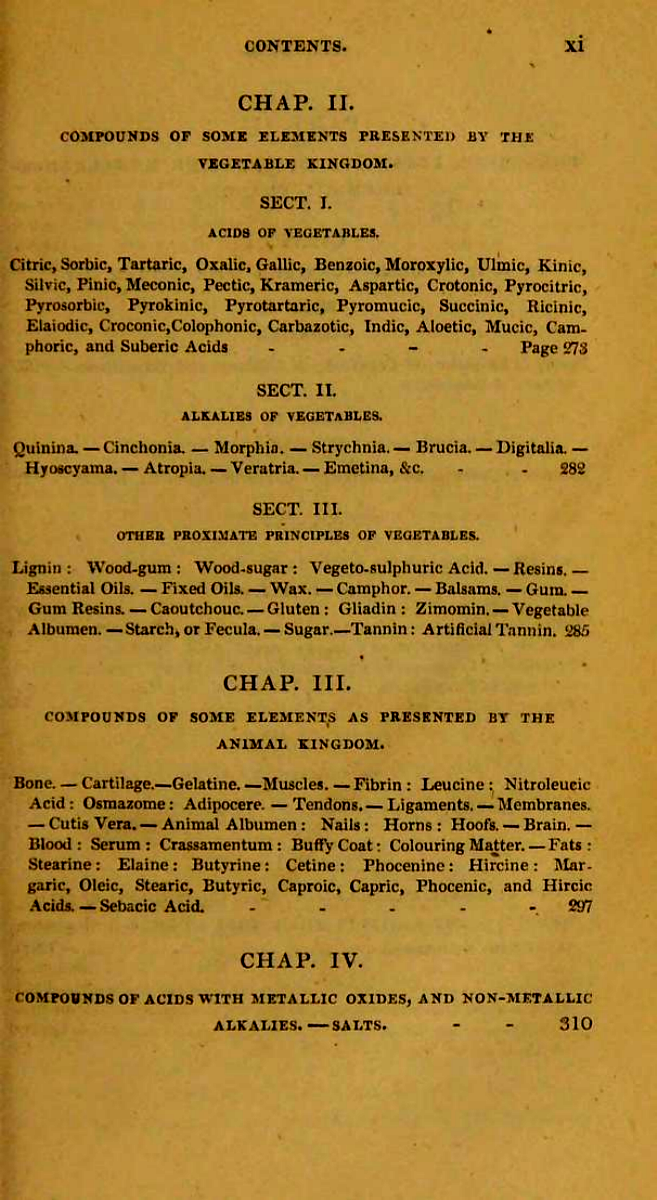 CONTENTS. xi
CHAP. II.
COMPOUNDS OF SOME ELEMENTS PRESENTED BY THE
VEGETABLE KINGDOM.
SECT. I.
ACIDS OF VEGETABLES.
Citric, Sorbic, Tartaric, Oxalic, Gallic, Benzoic, Moroxylic, Ulmic, Kinic,
Silvic, Pinic, Meconic, Pectic, Krameric, Aspartic, Crotonic, Pyrocitric,
Pyrosorbic, Pyrokinic, Pyrotartaric, Pyromucic, Succinic, Ricinic,
Elaiodic, Croconic, Colophonic, Carbazotic, Indic, Aloetic, Mucic, Cam-
phoric, and Suberic Acids - - - - Page 273
SECT. II.
ALKALIES OF VEGETABLES.
Quinina. — Cinchonia. — Morphia. — Strychnia. — Brucia. — Digitalia. —
Hyoscyama. — Atropia. — Veratria. — Emetina, &c. - - 282
SECT. III.
OTHER PROXIMATE PRINCIPLES OF VEGETABLES.
Lignin : Wood-gum : Wood-sugar : Vegeto-sulphuric Acid. — Resins. —
Essential Oils. — Fixed Oils. — Wax. — Camphor. — Balsams. — Gum. —
Gum Resins. — Caoutchouc. — Gluten : Gliadin : Zimomin. — Vegetable
Albumen. — Starch, or Fecula. — Sugar. — Tannin : Artificial Tannin. 285
CHAP. III.
COMPOUNDS OF SOME ELEMENTS AS PRESENTED BY THE
ANIMAL KINGDOM.
Bone. — Cartilage. — Gelatine. — Muscles. — Fibrin : Leucine : Nitroleucic
Acid : Osmazome : Adipocere. — Tendons. — Ligaments. — Membranes.
— Cutis Vera. — Animal Albumen : Nails : Horns : Hoofs. — Brain. —
Blood : Serum : Crassamentum : Buffy Coat : Colouring Matter. — Fats :
Stearine : Elaine : Butyrine : Cetine : Phocenine : Hircine : Mar-
garic, Oleic, Stearic, Butyric, Caproic, Capric, Phocenic, and Hircic
Acids. — Sebacic Acid. - - - - - 297
CHAP. IV.
COMPOUNDS OF ACIDS WITH METALLIC OXIDES, AND NON-METALLIC
ALKALIES. — SALTS. - - 310